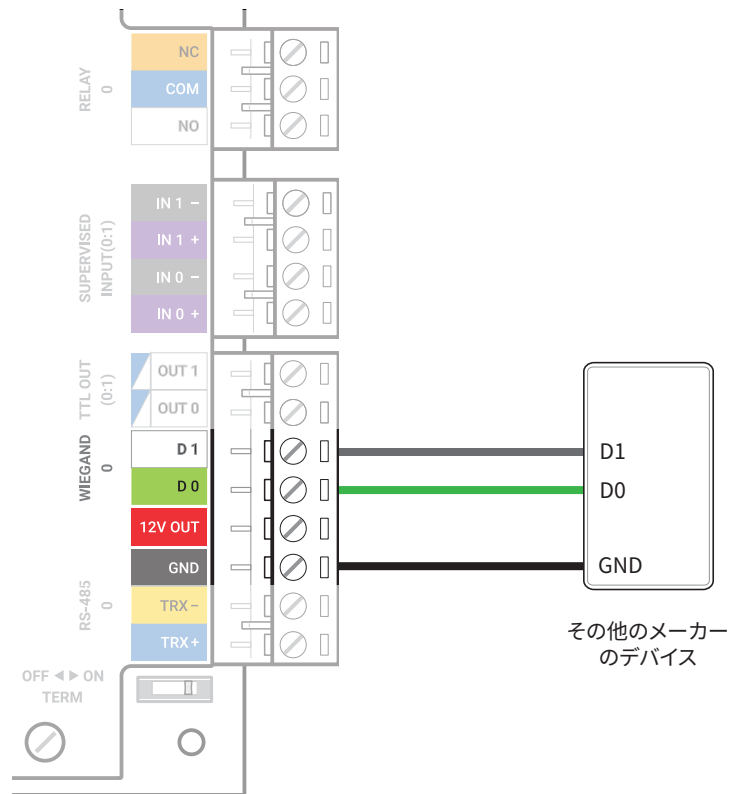 RELAY
0
NC
COM
NO
SUPERVISED
INPUT(0:1)
IN 1 −
IN 1 +
IN 0 −
IN 0 +
TTL OUT
(0:1)
OUT 1
OUT 0
WIEGAND
0
D 1
D 0
12V OUT
GND
RS-485
0
TRX −
TRX +
OFF ◀ ▶ ON
TERM
D1
D0
GND
その他のメーカー
のデバイス